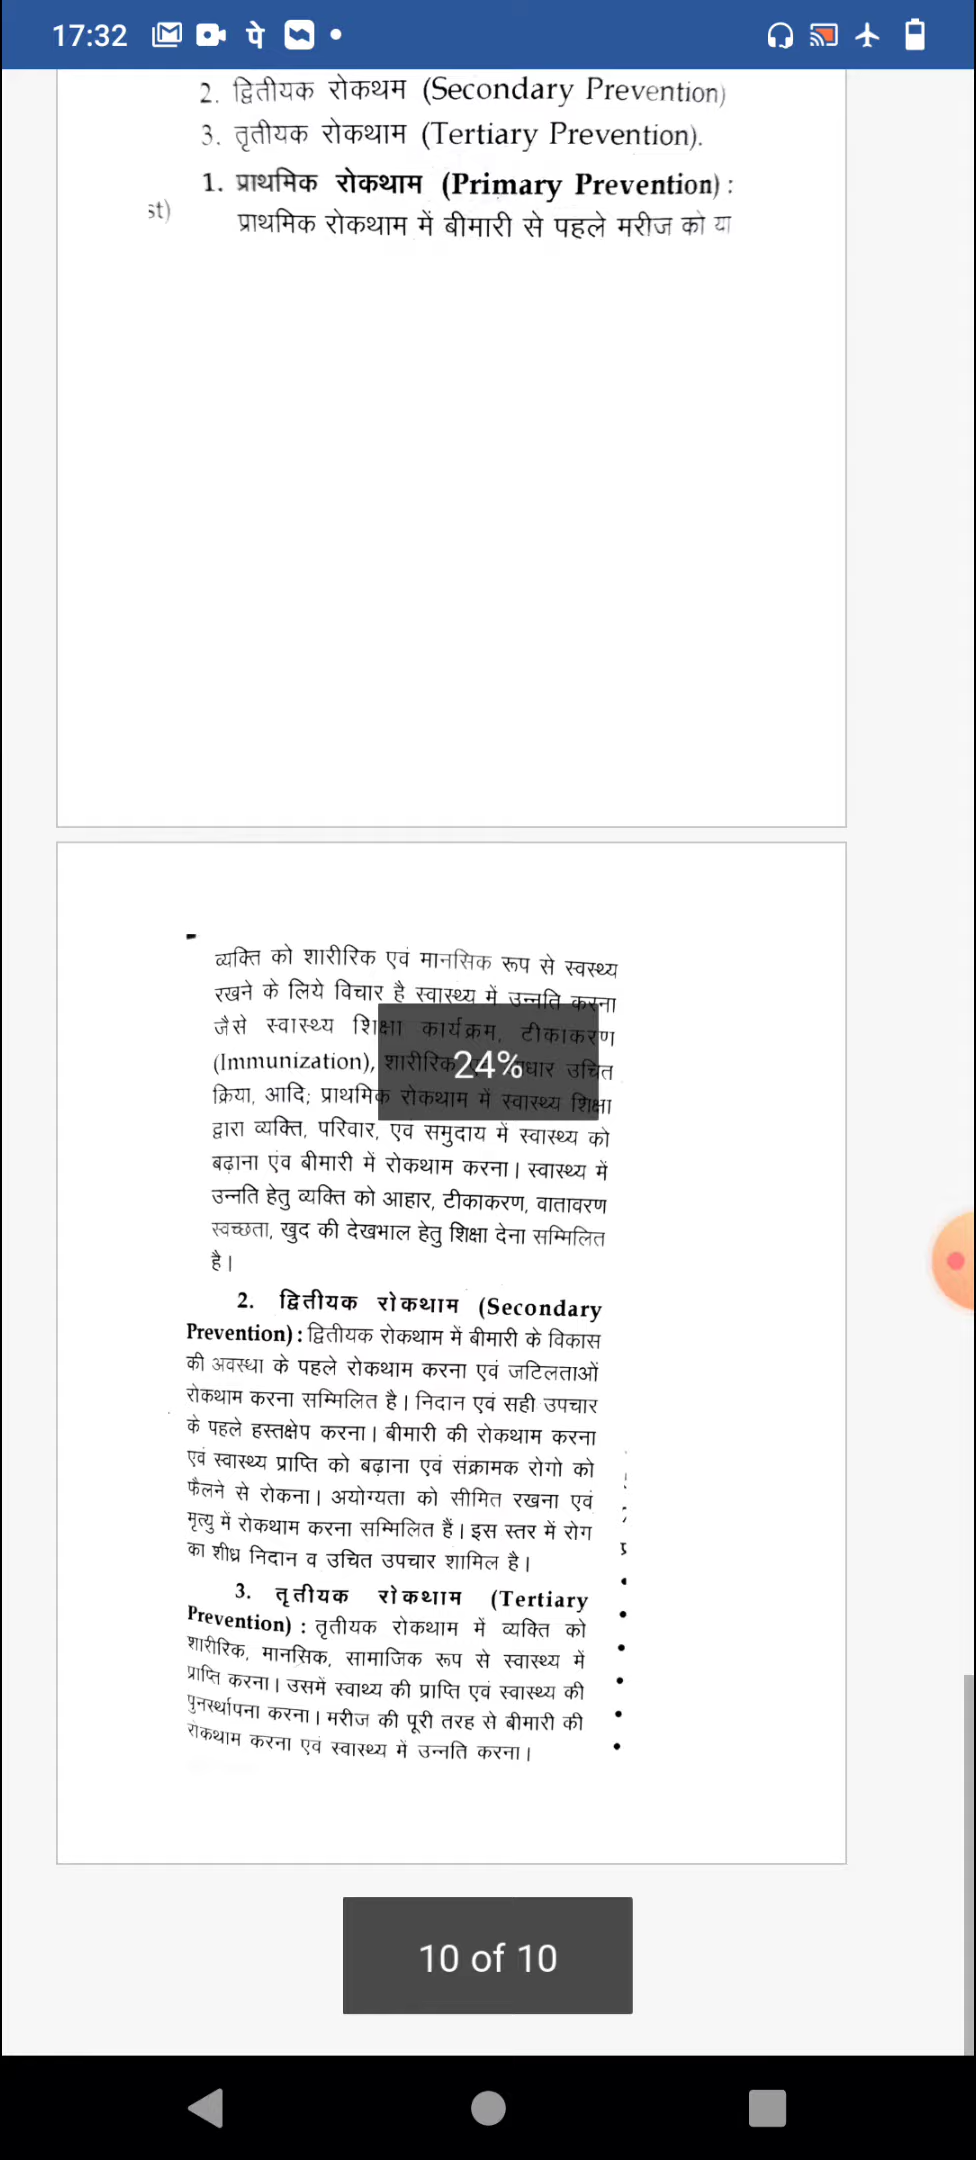 17:32
2. द्वितीयक रोकथम (Secondary Prevention)
3. तृतीयक रोकथाम (Tertiary Prevention).
1. प्राथमिक रोकथाम (Primary Prevention) :
st)
प्राथमिक रोकथाम में बीमारी से पहले मरीज को या
व्यक्ति को शारीरिक एवं मानसिक रूप से स्वस्थ्य
रखने के लिये विचार है स्वास्थ्य में उन्नति करना
जैसे स्वास्थ्य शिक्षा कार्यक्रम, टीकाकरण
(Immunization), शारीरिक उचित
24%
क्रिया, आदि; प्राथमिक रोकथाम में स्वास्थ्य शिक्षा
द्वारा व्यक्ति, परिवार, एवं समुदाय में स्वास्थ्य को
बढ़ाना एंव बीमारी में रोकथाम करना। स्वास्थ्य में
उन्नति हेतु व्यक्ति को आहार, टीकाकरण, वातावरण
स्वच्छता, खुद की देखभाल हेतु शिक्षा देना सम्मिलित
है।
2. द्वितीयक रोकथाम (Secondary
Prevention) : द्वितीयक रोकथाम में बीमारी के विकास
की अवस्था के पहले रोकथाम करना एवं जटिलताओं
रोकथाम करना सम्मिलित है। निदान एवं सही उपचार
के पहले हस्तक्षेप करना। बीमारी की रोकथाम करना
एवं स्वास्थ्य प्राप्ति को बढ़ाना एवं संक्रामक रोगो को
फैलने से रोकना। अयोग्यता को सीमित रखना एवं
मृत्यु में रोकथाम करना सम्मिलित हैं। इस स्तर में रोग
का शीध्र निदान व उचित उपचार शामिल है।
3. तृतीयक रोकथाम (Tertiary
Prevention) : तृतीयक रोकथाम में व्यक्ति को
शारीरिक, मानसिक, सामाजिक रूप से स्वास्थ्य में
प्राप्ति करना। उसमें स्वाथ्य की प्राप्ति एवं स्वास्थ्य की
पुनर्स्थापना करना। मरीज की पूरी तरह से बीमारी की
रोकथाम करना एवं स्वास्थ्य में उन्नति करना।
10 of 10